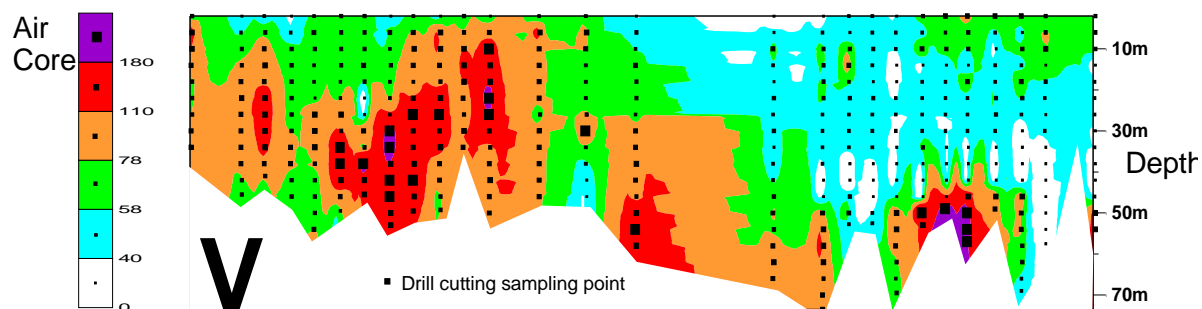 Air
Core
180
110
78
58
40
0
V
Drill cutting sampling point
10m
30m
Depth
50m
70m